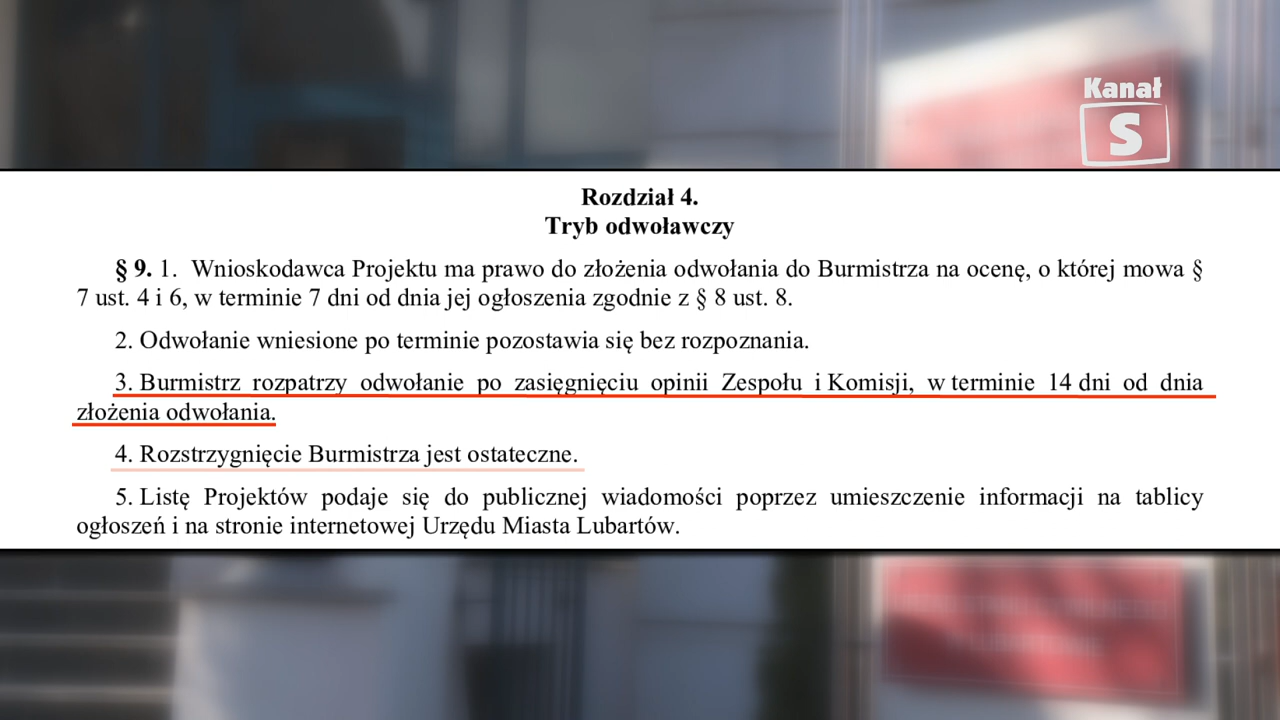 Kanał
S
Rozdział 4.
Tryb odwoławczy
§ 9. 1. Wnioskodawca Projektu ma prawo do złożenia odwołania do Burmistrza na ocenę, o której mowa §
7 ust. 4 i 6, w terminie 7 dni od dnia jej ogłoszenia zgodnie z § 8 ust. 8.
2. Odwołanie wniesione po terminie pozostawia się bez rozpoznania.
3. Burmistrz rozpatrzy odwołanie po zasięgnięciu opinii Zespołu i Komisji, w terminie 14 dni od dnia
złożenia odwołania.
4. Rozstrzygnięcie Burmistrza jest ostateczne.
5. Listę Projektów podaje się do publicznej wiadomości poprzez umieszczenie informacji na tablicy
ogłoszeń i na stronie internetowej Urzędu Miasta Lubartów.